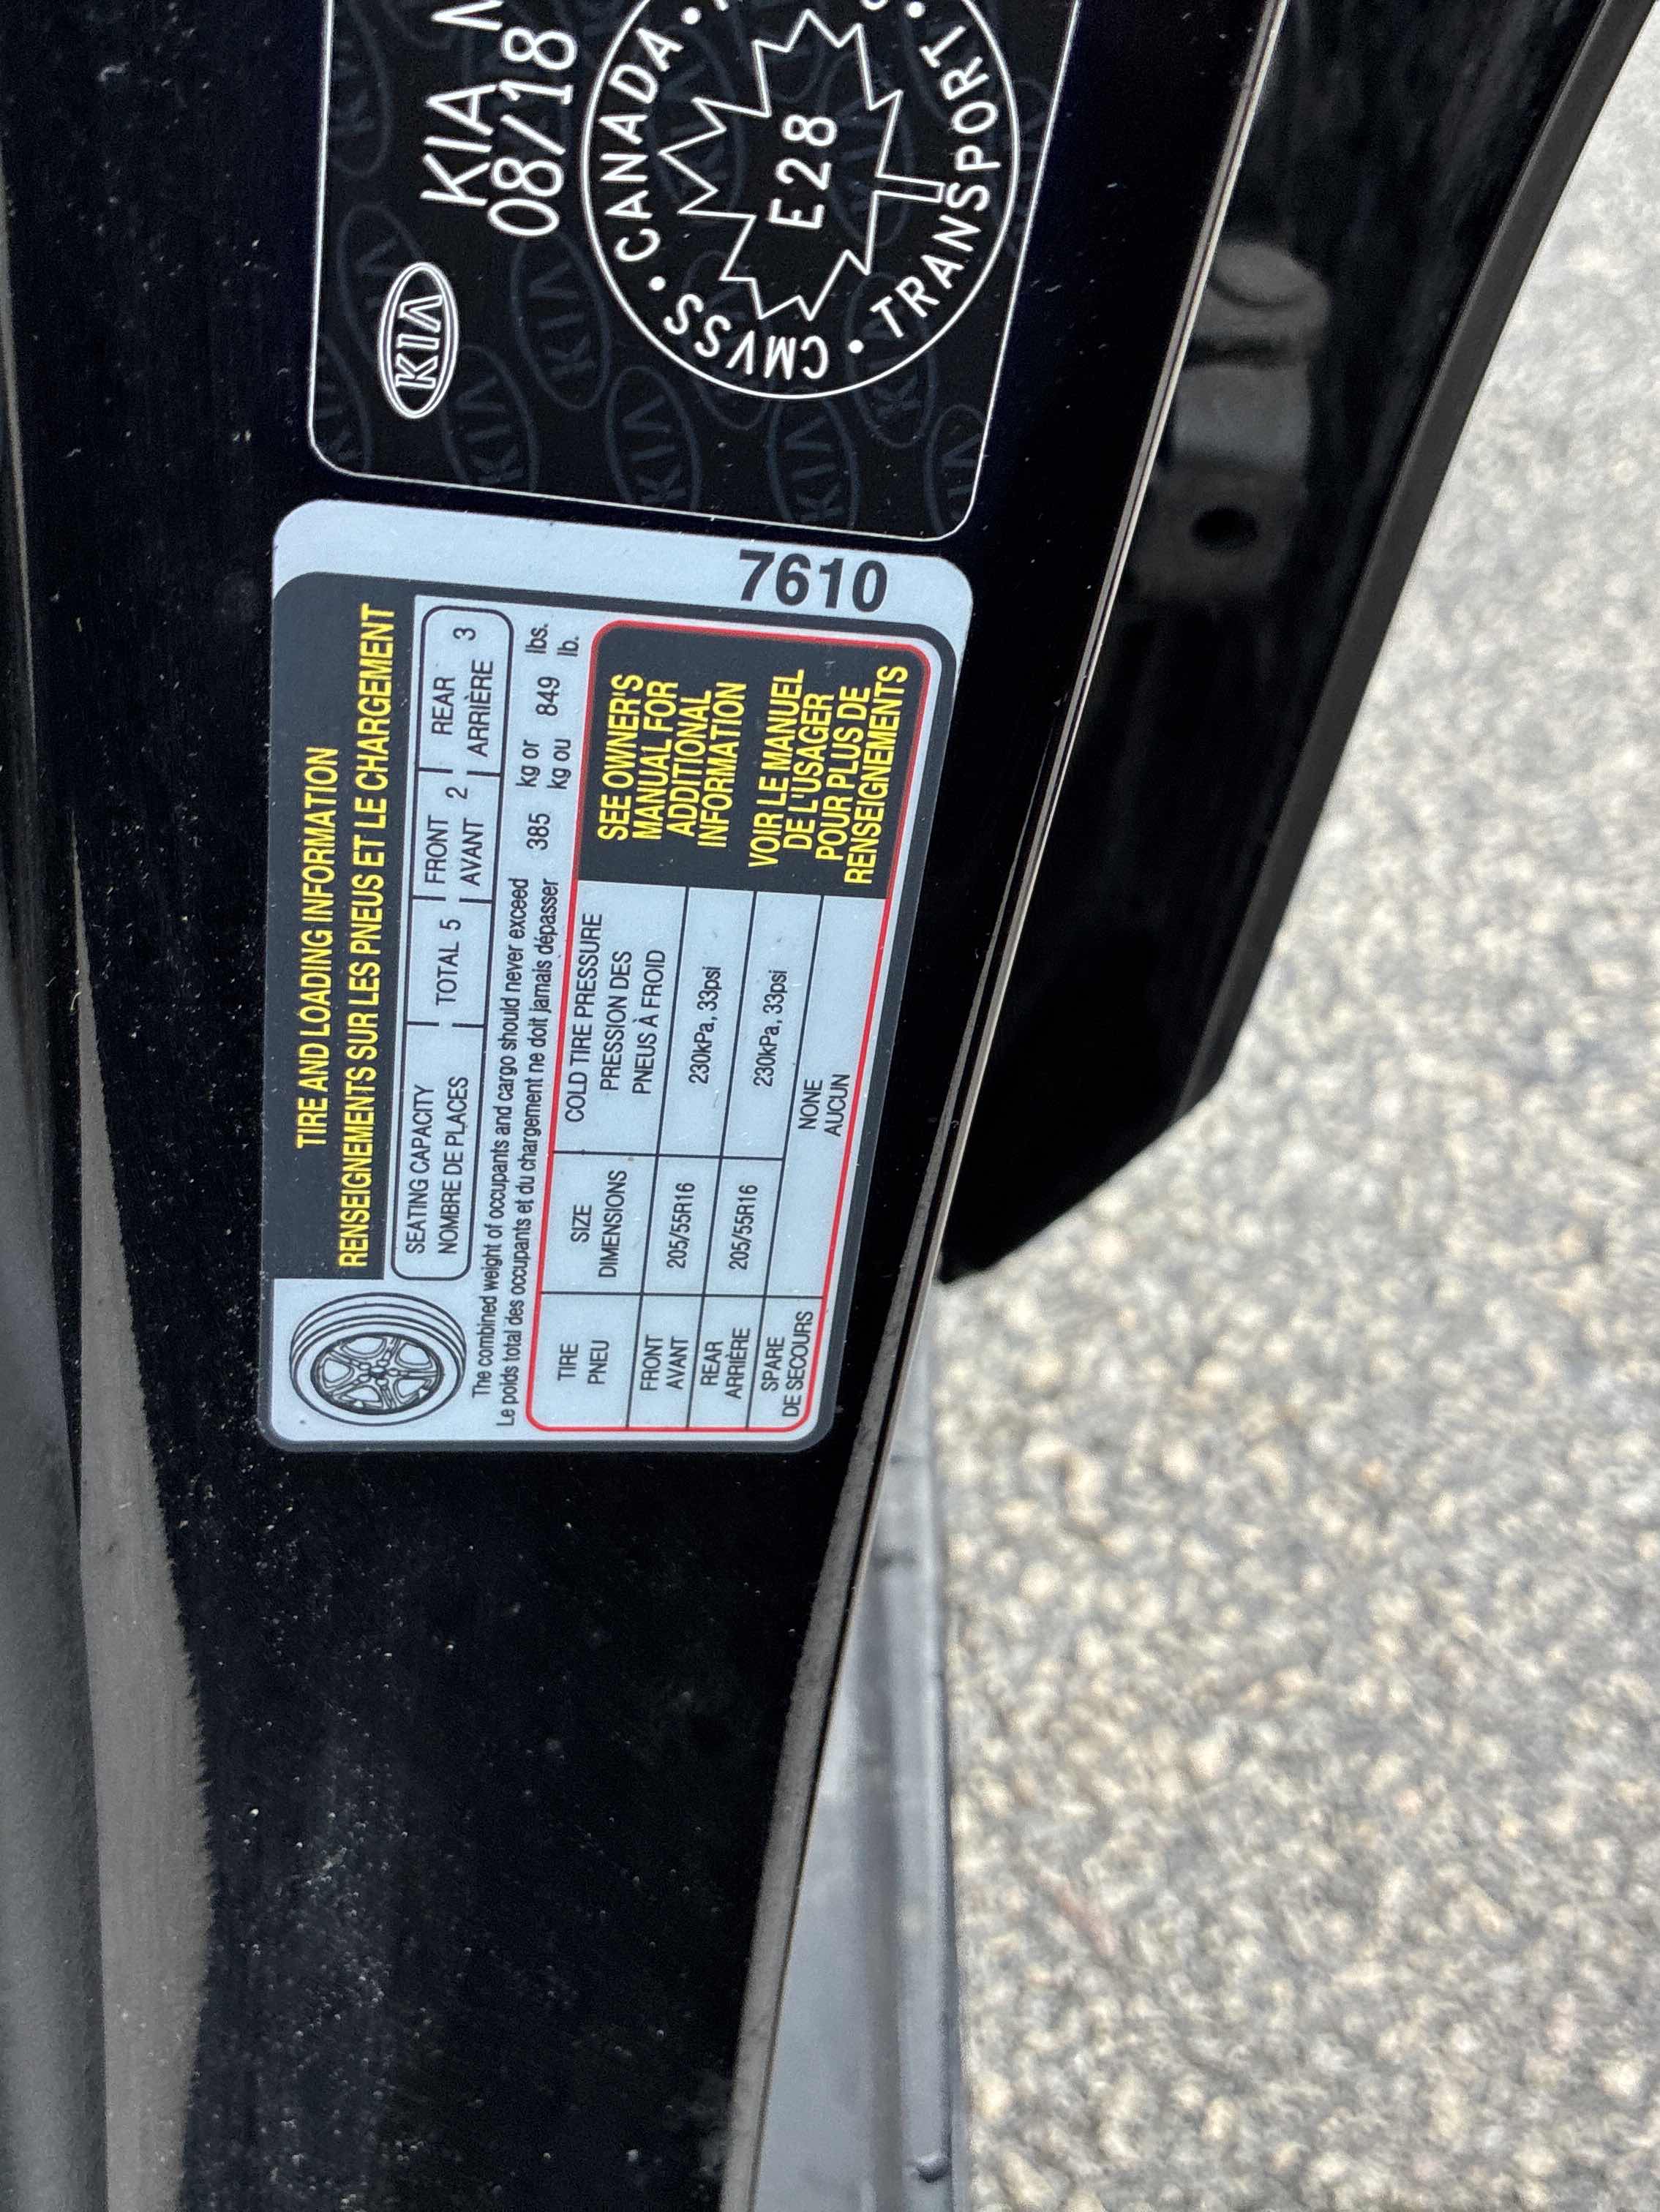 TIRE AND LOADING INFORMATION
RENSEIGNEMENTS SUR LES PNEUS ET LE CHARGEMENT
SEATING CAPACITY
NOMBRE DE PLACES
TOTAL 5
FRONT
AVANT 2
REAR
ARRIÈRE 3
The combined weight of occupants and cargo should never exceed 385 kg or 849 lbs.
Le poids total des occupants et du chargement ne doit jamais dépasser kg ou lb.
TIRE
PNEU
SIZE
DIMENSIONS
COLD TIRE PRESSURE
PRESSION DES
PNEUS À FROID
FRONT
AVANT
205/55R16
230kPa, 33psi
REAR
ARRIÈRE
205/55R16
230kPa, 33psi
SPARE
DE SECOURS
NONE
AUCUN
SEE OWNER'S
MANUAL FOR
ADDITIONAL
INFORMATION
VOIR LE MANUEL
DE L'USAGER
POUR PLUS DE
RENSEIGNEMENTS
7610
KIA
KIA
08/18
CMVSS • CANADA •
• TRANSPORT •
E28